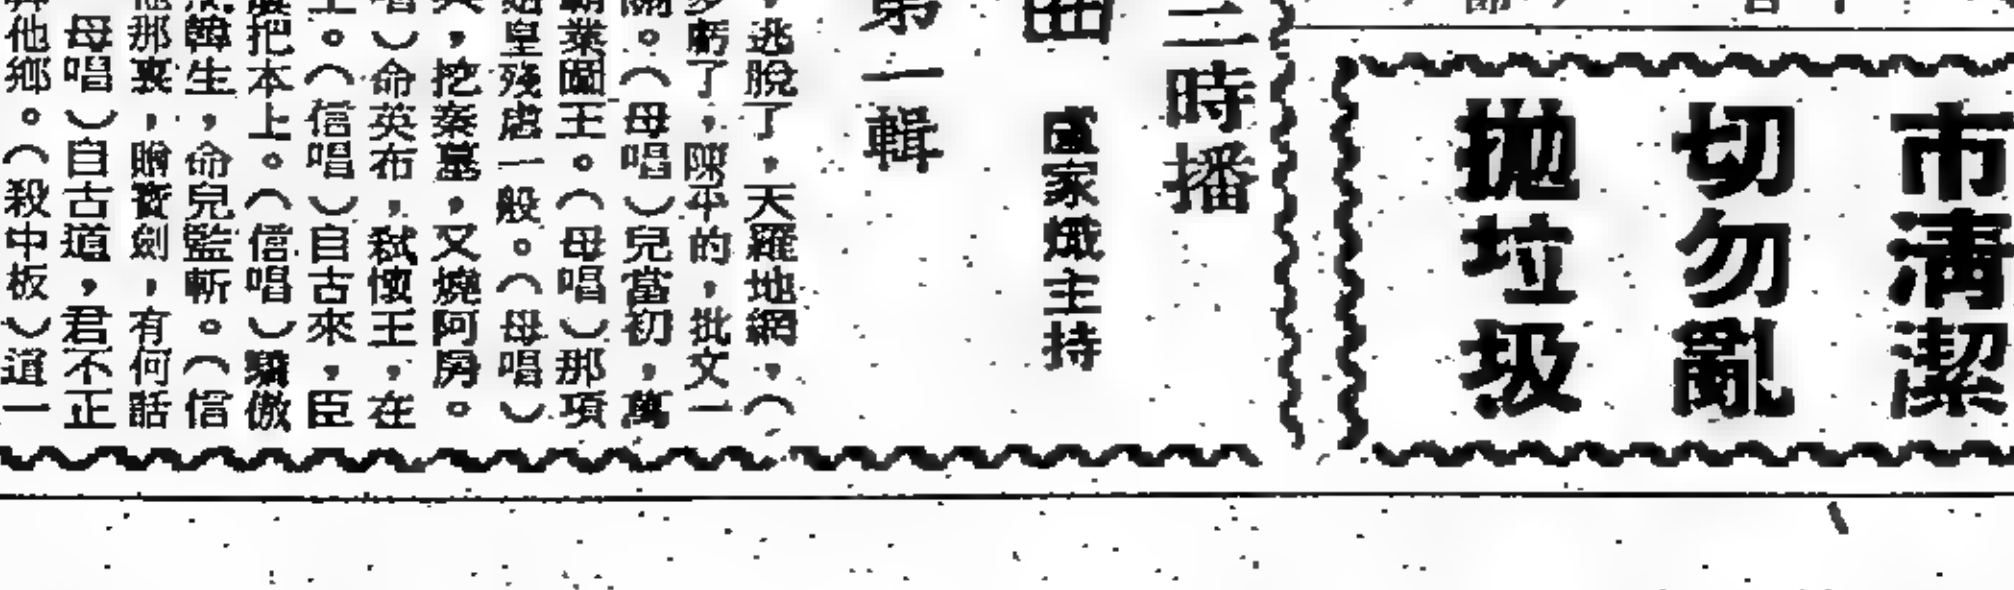 市清潔
切勿亂
拋垃圾
三時播
曲　盧家熾主持
第一輯
，逃脫了，天羅地網，（
虧了，陳平的，批文一
關。（母唱）兒當初，萬
霸業圖王。（母唱）那項
始皇殘虐一般。（母唱）
，挖秦墓，又燒阿房。
唱）命英布，弒懷王，在
上。（信唱）自古來，臣
把本上。（信唱）驕傲
韓生，命兒監斬。（信
他那裏，贈寶劍，有何話
母唱）自古道，君不正
奔他鄉。（殺中板）這一